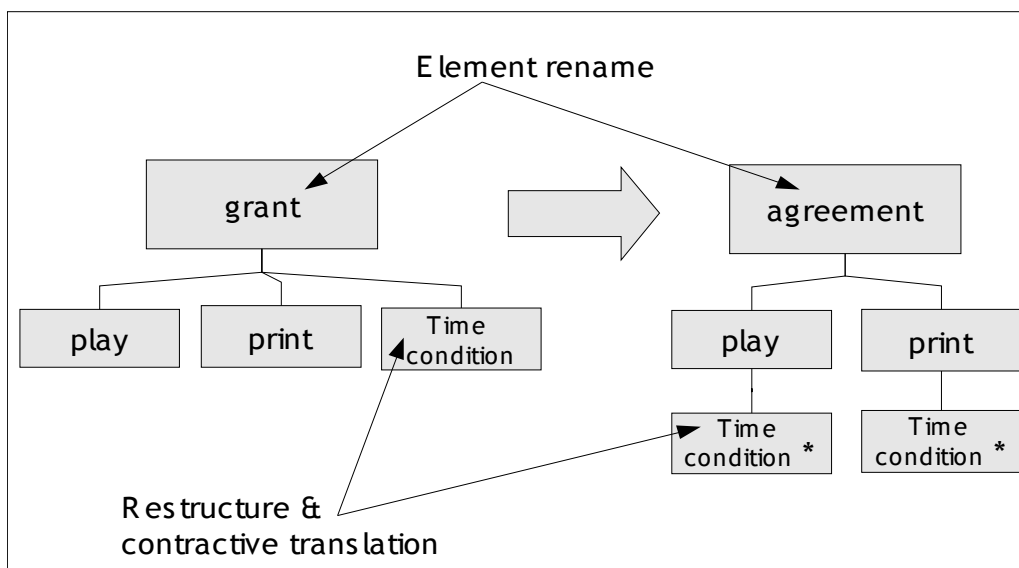 Element rename
grant
agreement
play
print
Time
condition
play
print
Time
condition *
Time
condition *
Restructure &
contractive translation